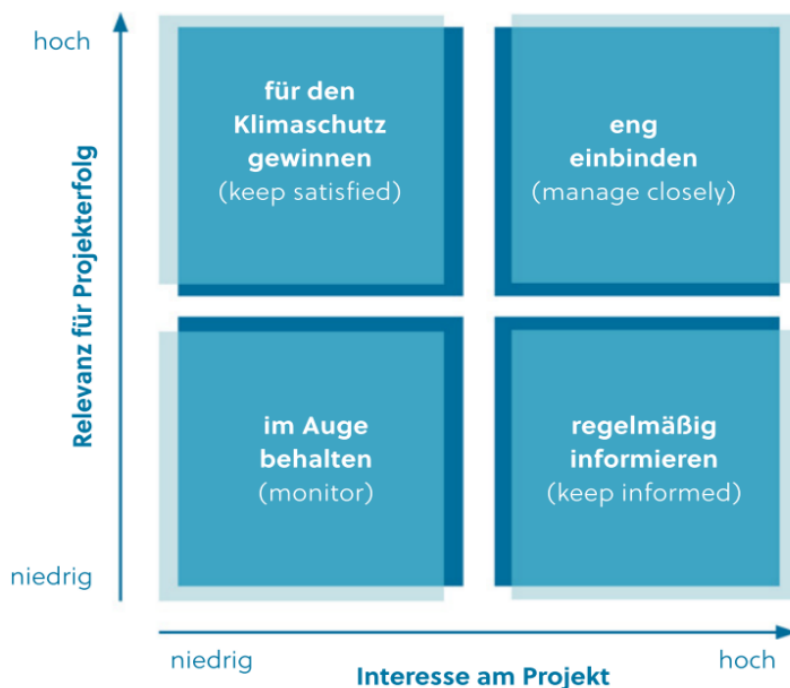 hoch
Relevanz für Projekterfolg
niedrig
für den
Klimaschutz
gewinnen
(keep satisfied)
eng
einbinden
(manage closely)
im Auge
behalten
(monitor)
regelmäßig
informieren
(keep informed)
niedrig
Interesse am Projekt
hoch